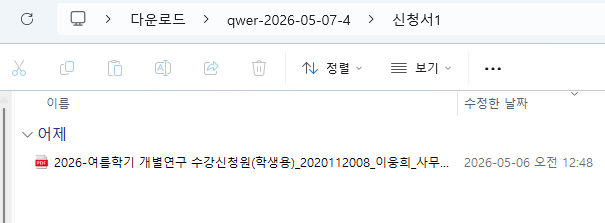 다운로드 > qwer-2026-05-07-4 > 신청서1
정렬 보기 ...
이름 수정한 날짜
어제
PDF 2026-여름학기 개별연구 수강신청원(학생용)_2020112008_이웅희_사무... 2026-05-06 오전 12:48